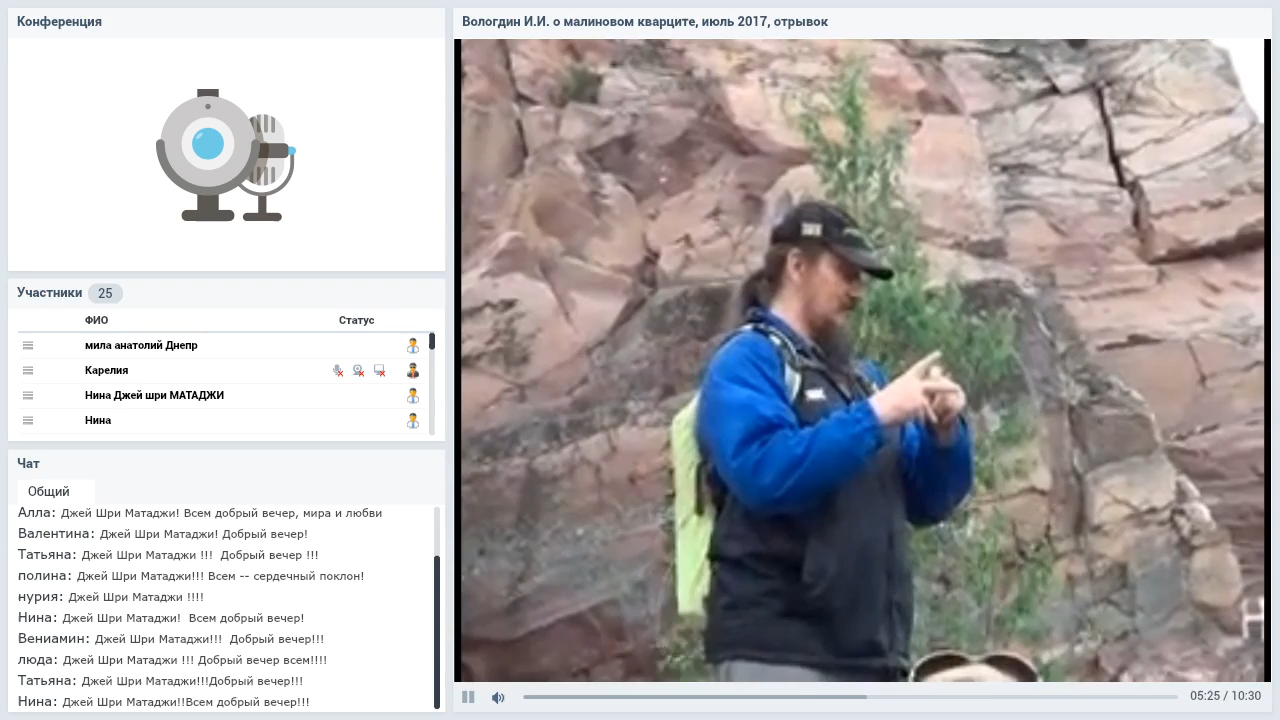 Конференция
Вологдин И.И. о малиновом кварците, июль 2017, отрывок
Участники 25
ФИО Статус
мила анатолий Днепр
Карелия
Нина Джей шри МАТАДЖИ
Нина
Чат
Общий
Алла: Джей Шри Матаджи! Всем добрый вечер, мира и любви
Валентина: Джей Шри Матаджи! Добрый вечер!
Татьяна: Джей Шри Матаджи !!! Добрый вечер !!!
полина: Джей Шри Матаджи!!! Всем -- сердечный поклон!
нурия: Джей Шри Матаджи !!!!
Нина: Джей Шри Матаджи! Всем добрый вечер!
Вениамин: Джей Шри Матаджи!!! Добрый вечер!!!
люда: Джей Шри Матаджи !!! Добрый вечер всем!!!!
Татьяна: Джей Шри Матаджи!!!Добрый вечер!!!
Нина: Джей Шри Матаджи!!Всем добрый вечер!!!
05:25 / 10:30